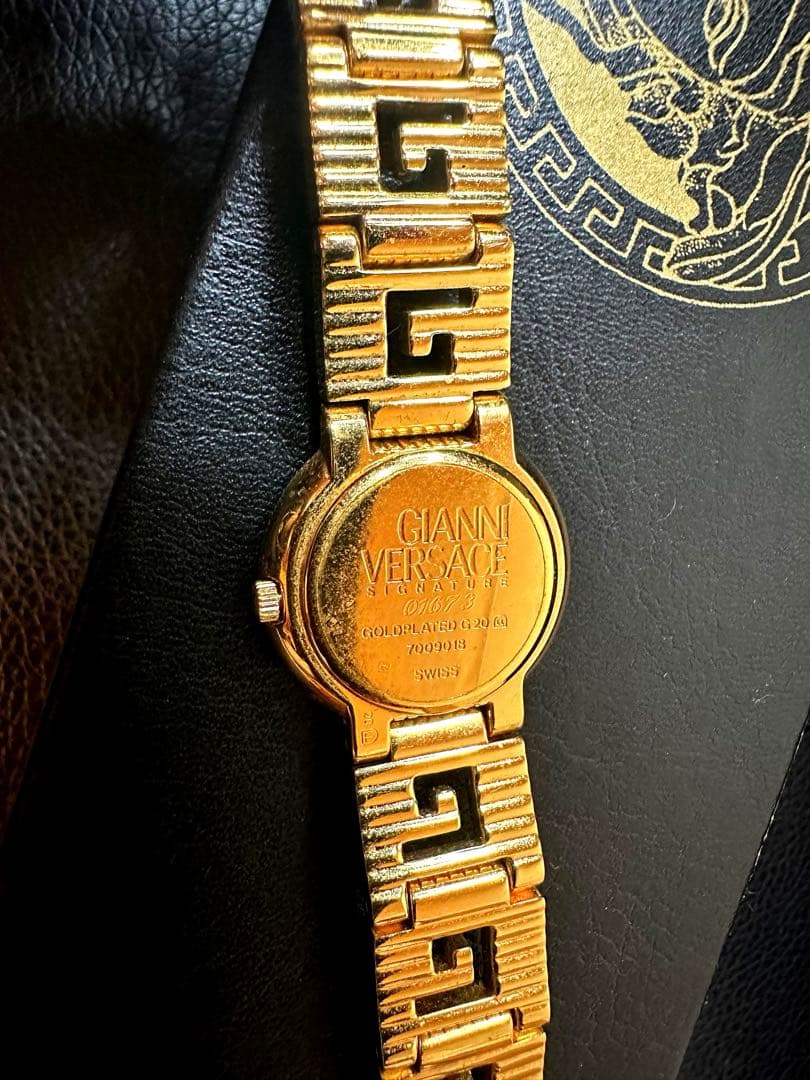 GIANNI
VERSACE
SIGNATURE
01673
GOLDPLATED G 20 M
7009018
SWISS